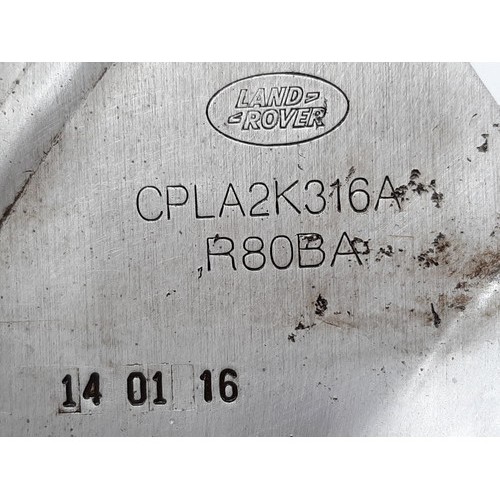 LAND
ROVER
CPLA2K316A
R80BA
14 01 16